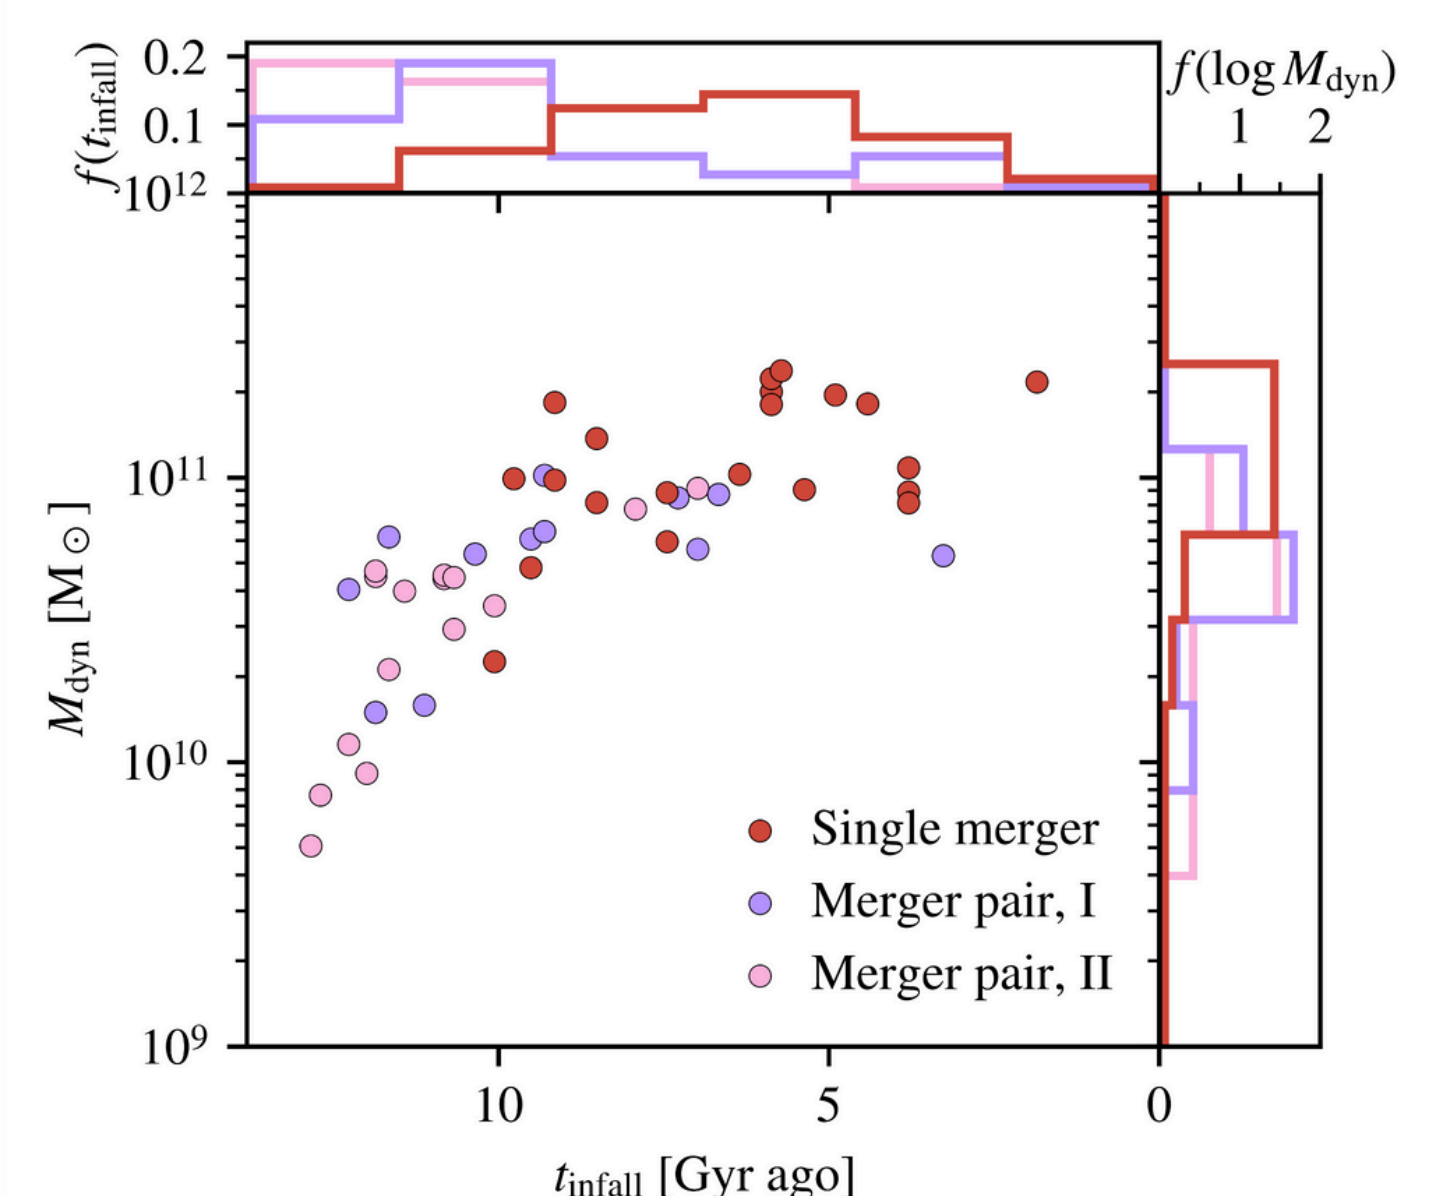 f(t_infall)
0.2
0.1
f(log M_dyn)
1 2
10^12
10^11
10^10
10^9
M_dyn [M⊙]
Single merger
Merger pair, I
Merger pair, II
10 5 0
t_infall [Gyr ago]